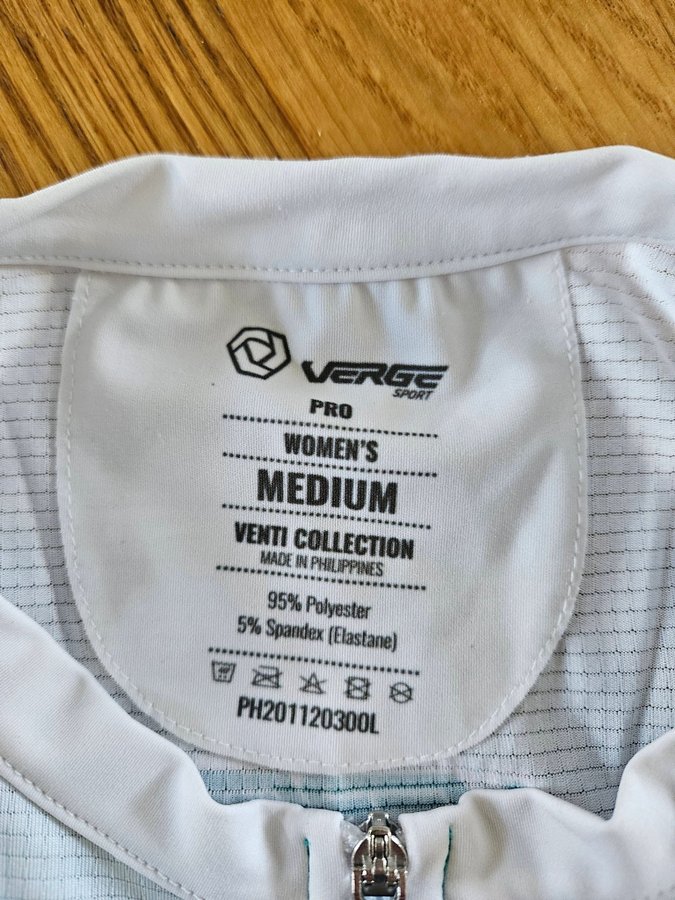 VERGE
SPORT
PRO
WOMEN'S
MEDIUM
VENTI COLLECTION
MADE IN PHILIPPINES
95% Polyester
5% Spandex (Elastane)
PH201120300L